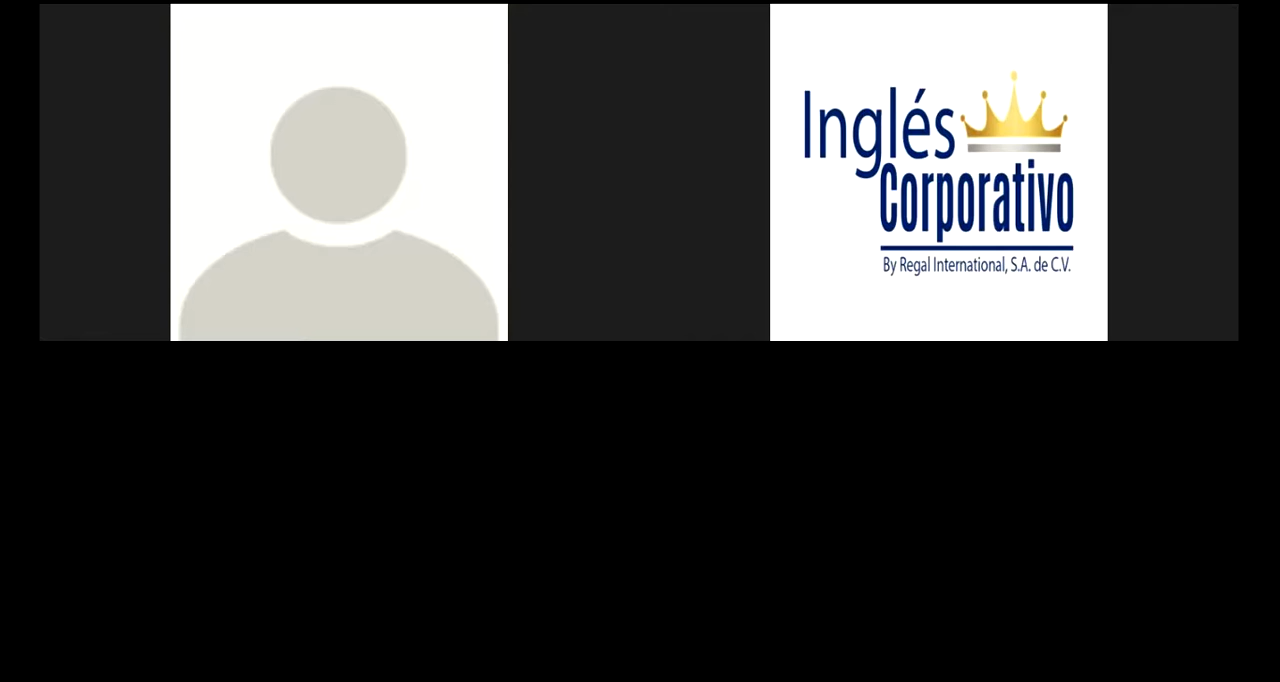 Inglés
Corporativo
By Regal International, S.A. de C.V.